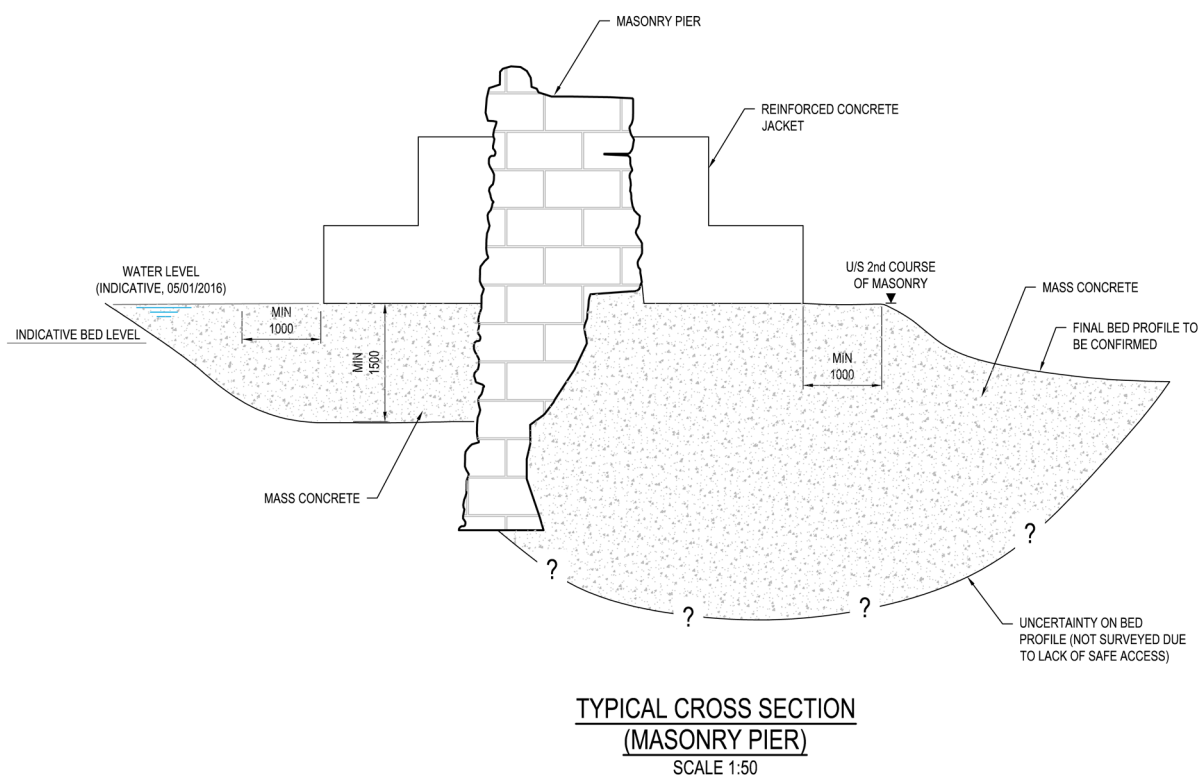 MASONRY PIER
REINFORCED CONCRETE
JACKET
WATER LEVEL
(INDICATIVE, 05/01/2016)
U/S 2nd COURSE
OF MASONRY
MASS CONCRETE
INDICATIVE BED LEVEL
MIN
1000
FINAL BED PROFILE TO
BE CONFIRMED
MIN
1500
MIN
1000
MASS CONCRETE
?
?
?
?
UNCERTAINTY ON BED
PROFILE (NOT SURVEYED DUE
TO LACK OF SAFE ACCESS)
TYPICAL CROSS SECTION
(MASONRY PIER)
SCALE 1:50